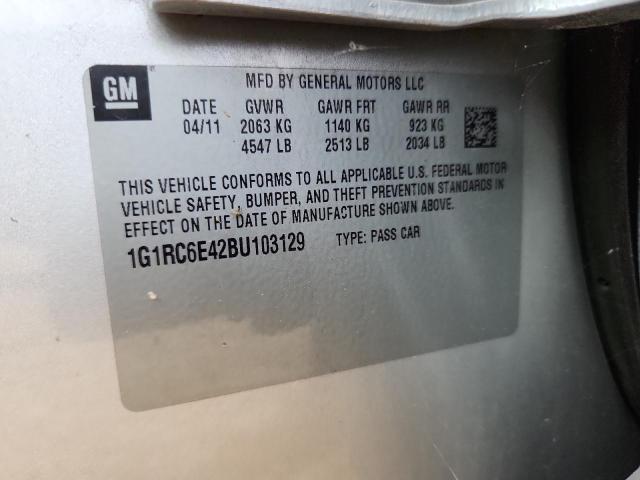 GM
MFD BY GENERAL MOTORS LLC
DATE GVWR GAWR FRT GAWR RR
04/11 2063 KG 1140 KG 923 KG
4547 LB 2513 LB 2034 LB
THIS VEHICLE CONFORMS TO ALL APPLICABLE U.S. FEDERAL MOTOR
VEHICLE SAFETY, BUMPER, AND THEFT PREVENTION STANDARDS IN
EFFECT ON THE DATE OF MANUFACTURE SHOWN ABOVE.
1G1RC6E42BU103129 TYPE: PASS CAR